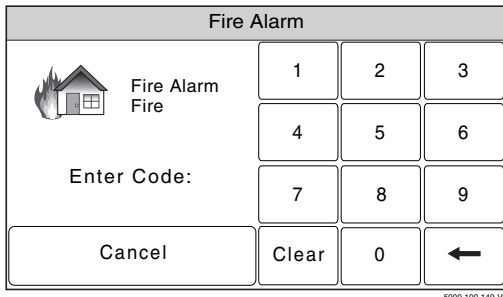 Fire Alarm
Fire Alarm
Fire
Enter Code:
1 2 3
4 5 6
7 8 9
Cancel Clear 0